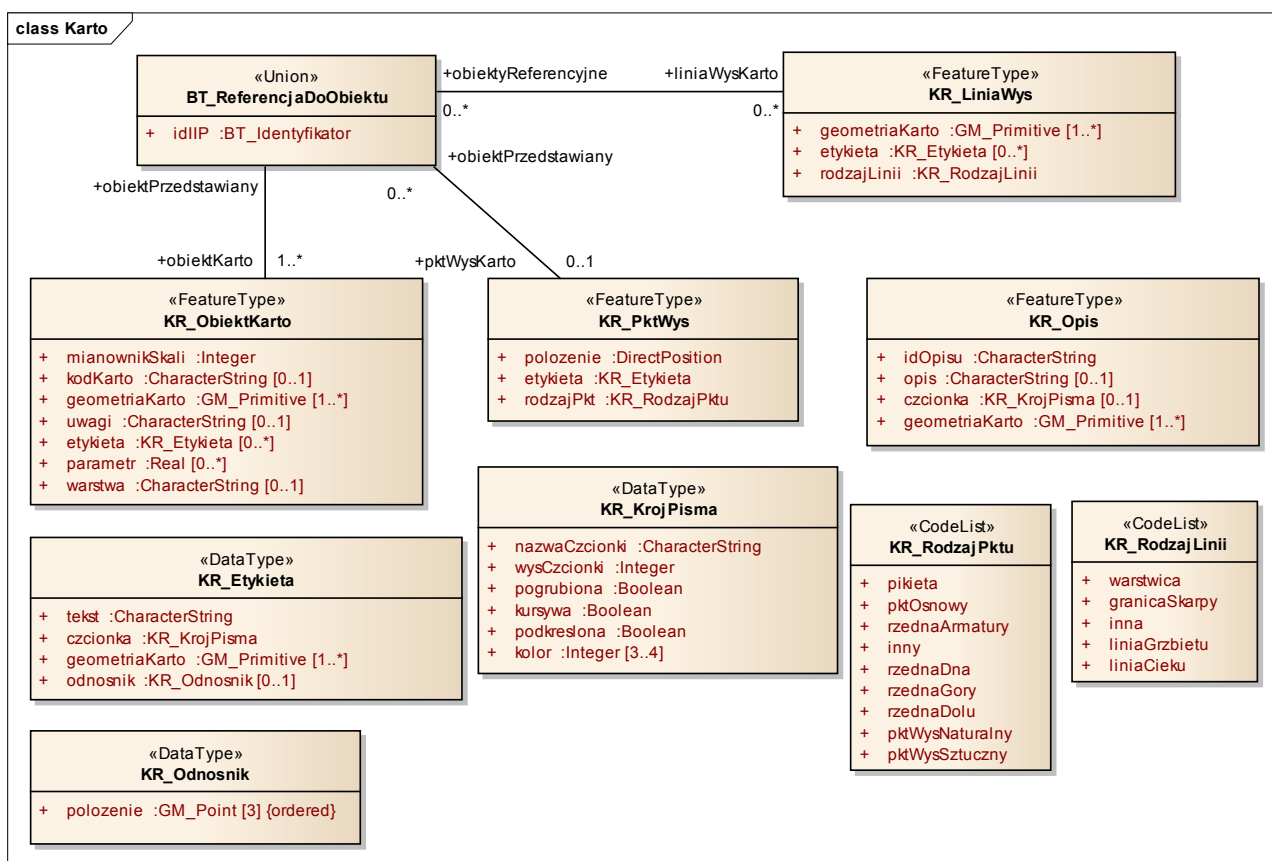 class Karto
«Union»
BT_ReferencjaDoObiektu
+ idIIP :BT_Identyfikator
+obiektyReferencyjne
0..*
+liniaWysKarto
0..*
«FeatureType»
KR_LiniaWys
+ geometriaKarto :GM_Primitive [1..*]
+ etykieta :KR_Etykieta [0..*]
+ rodzajLinii :KR_RodzajLinii
+obiektPrzedstawiany
+obiektPrzedstawiany
0..*
+obiektKarto
1..*
+pktWysKarto
0..1
«FeatureType»
KR_ObiektKarto
+ mianownikSkali :Integer
+ kodKarto :CharacterString [0..1]
+ geometriaKarto :GM_Primitive [1..*]
+ uwagi :CharacterString [0..1]
+ etykieta :KR_Etykieta [0..*]
+ parametr :Real [0..*]
+ warstwa :CharacterString [0..1]
«FeatureType»
KR_PktWys
+ polozenie :DirectPosition
+ etykieta :KR_Etykieta
+ rodzajPkt :KR_RodzajPktu
«FeatureType»
KR_Opis
+ idOpisu :CharacterString
+ opis :CharacterString [0..1]
+ czcionka :KR_KrojPisma [0..1]
+ geometriaKarto :GM_Primitive [1..*]
«DataType»
KR_Etykieta
+ tekst :CharacterString
+ czcionka :KR_KrojPisma
+ geometriaKarto :GM_Primitive [1..*]
+ odnosnik :KR_Odnosnik [0..1]
«DataType»
KR_KrojPisma
+ nazwaCzcionki :CharacterString
+ wysCzcionki :Integer
+ pogrubiona :Boolean
+ kursywa :Boolean
+ podkreslona :Boolean
+ kolor :Integer [3..4]
«CodeList»
KR_RodzajPktu
+ pikieta
+ pktOsnowy
+ rzednaArmatury
+ inny
+ rzednaDna
+ rzednaGory
+ rzednaDolu
+ pktWysNaturalny
+ pktWysSztuczny
«CodeList»
KR_RodzajLinii
+ warstwica
+ granicaSkarpy
+ inna
+ liniaGrzbietu
+ liniaCieku
«DataType»
KR_Odnosnik
+ polozenie :GM_Point [3] {ordered}